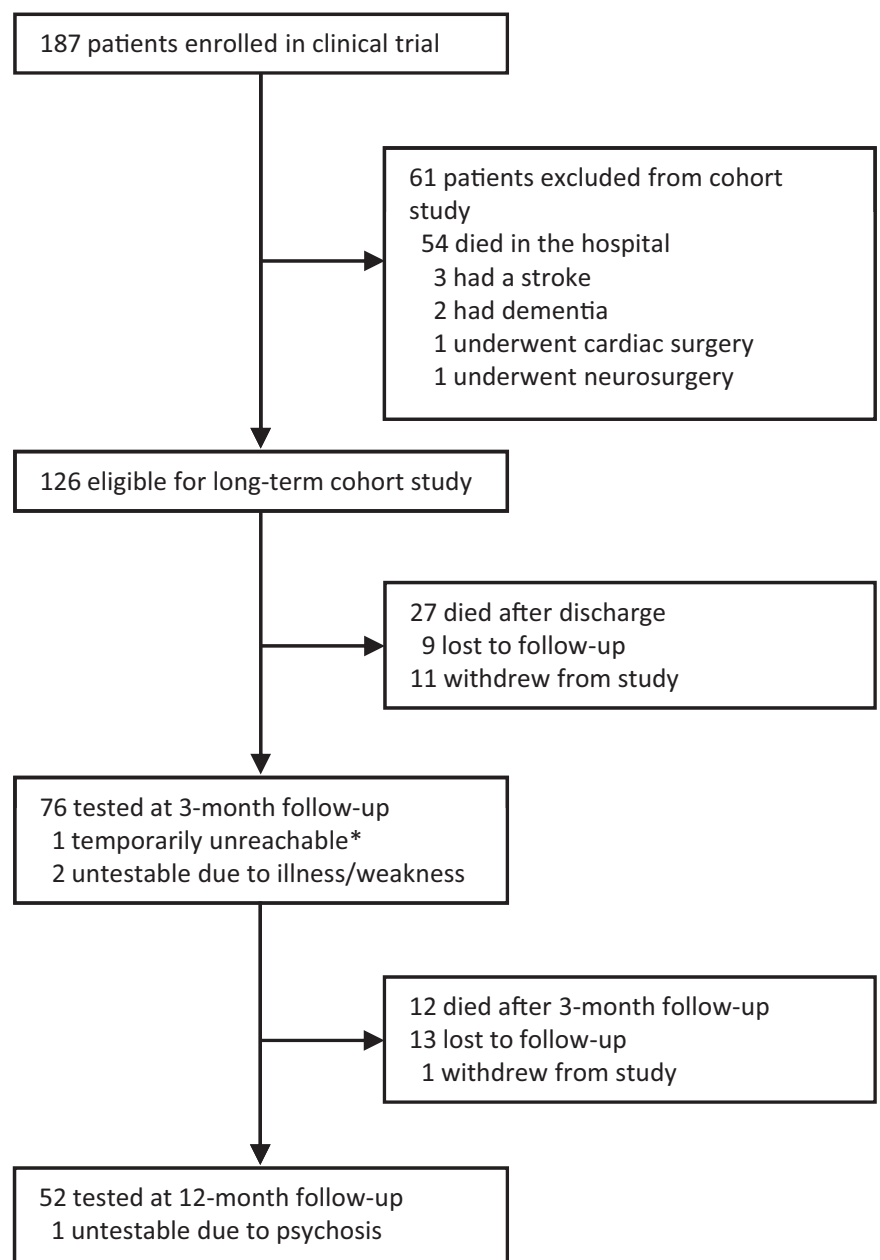 187 patients enrolled in clinical trial
61 patients excluded from cohort
study
54 died in the hospital
3 had a stroke
2 had dementia
1 underwent cardiac surgery
1 underwent neurosurgery
126 eligible for long-term cohort study
27 died after discharge
9 lost to follow-up
11 withdrew from study
76 tested at 3-month follow-up
1 temporarily unreachable*
2 untestable due to illness/weakness
12 died after 3-month follow-up
13 lost to follow-up
1 withdrew from study
52 tested at 12-month follow-up
1 untestable due to psychosis